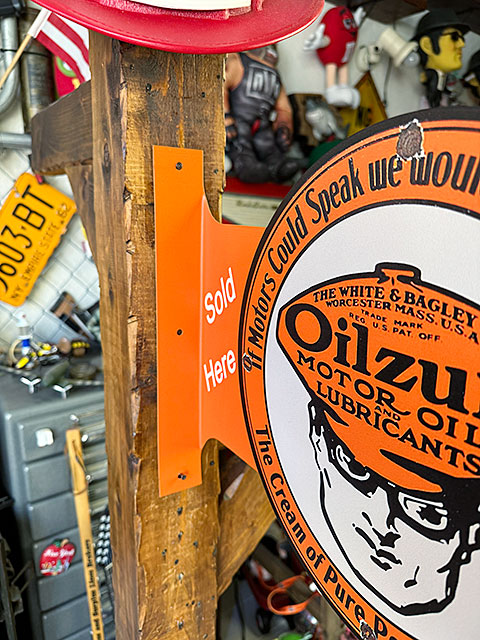 "If Motors Could Speak we woul
Sold
Here
THE WHITE & BAGLEY
WORCESTER MASS. U.S.A
TRADE MARK
REG U.S. PAT. OFF
Oilzu
MOTOR OIL
AND
LUBRICANTS
The Cream of Pure P